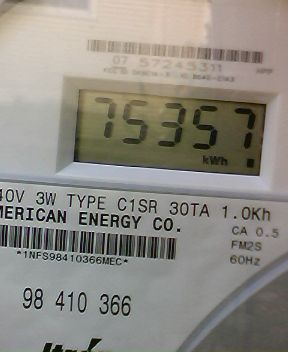 07 57245311
75357
kWh
40V 3W TYPE C1SR 30TA 1.0Kh
MERICAN ENERGY CO.
CA 0.5
FM2S
60Hz
*1NFS98410366MEC*
98 410 366
Itron